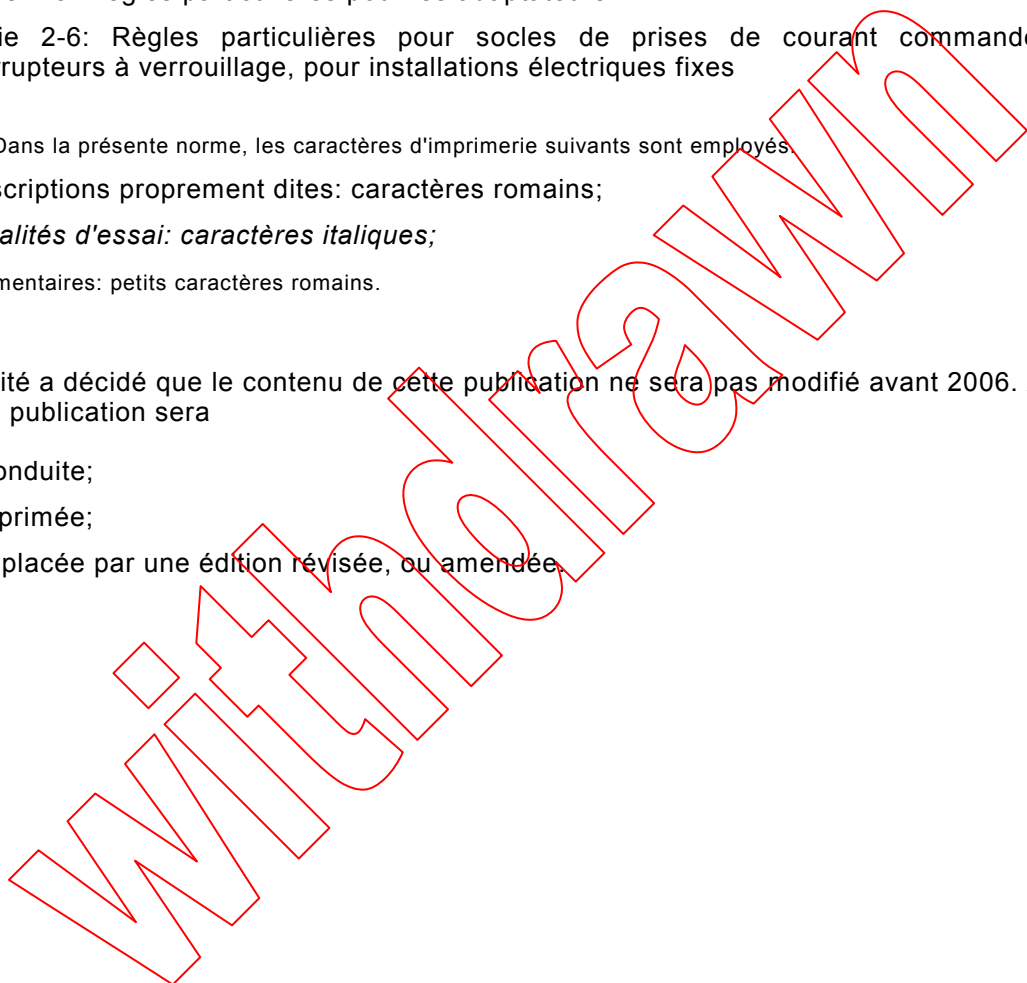 ie 2-6: Règles particulières pour socles de prises de courant command
rupteurs à verrouillage, pour installations électriques fixes
Dans la présente norme, les caractères d'imprimerie suivants sont employés.
scriptions proprement dites: caractères romains;
alités d'essai: caractères italiques;
mentaires: petits caractères romains.
ité a décidé que le contenu de cette publication ne sera pas modifié avant 2006.
publication sera
onduite;
primée;
placée par une édition révisée, ou amendée.
withdrawn